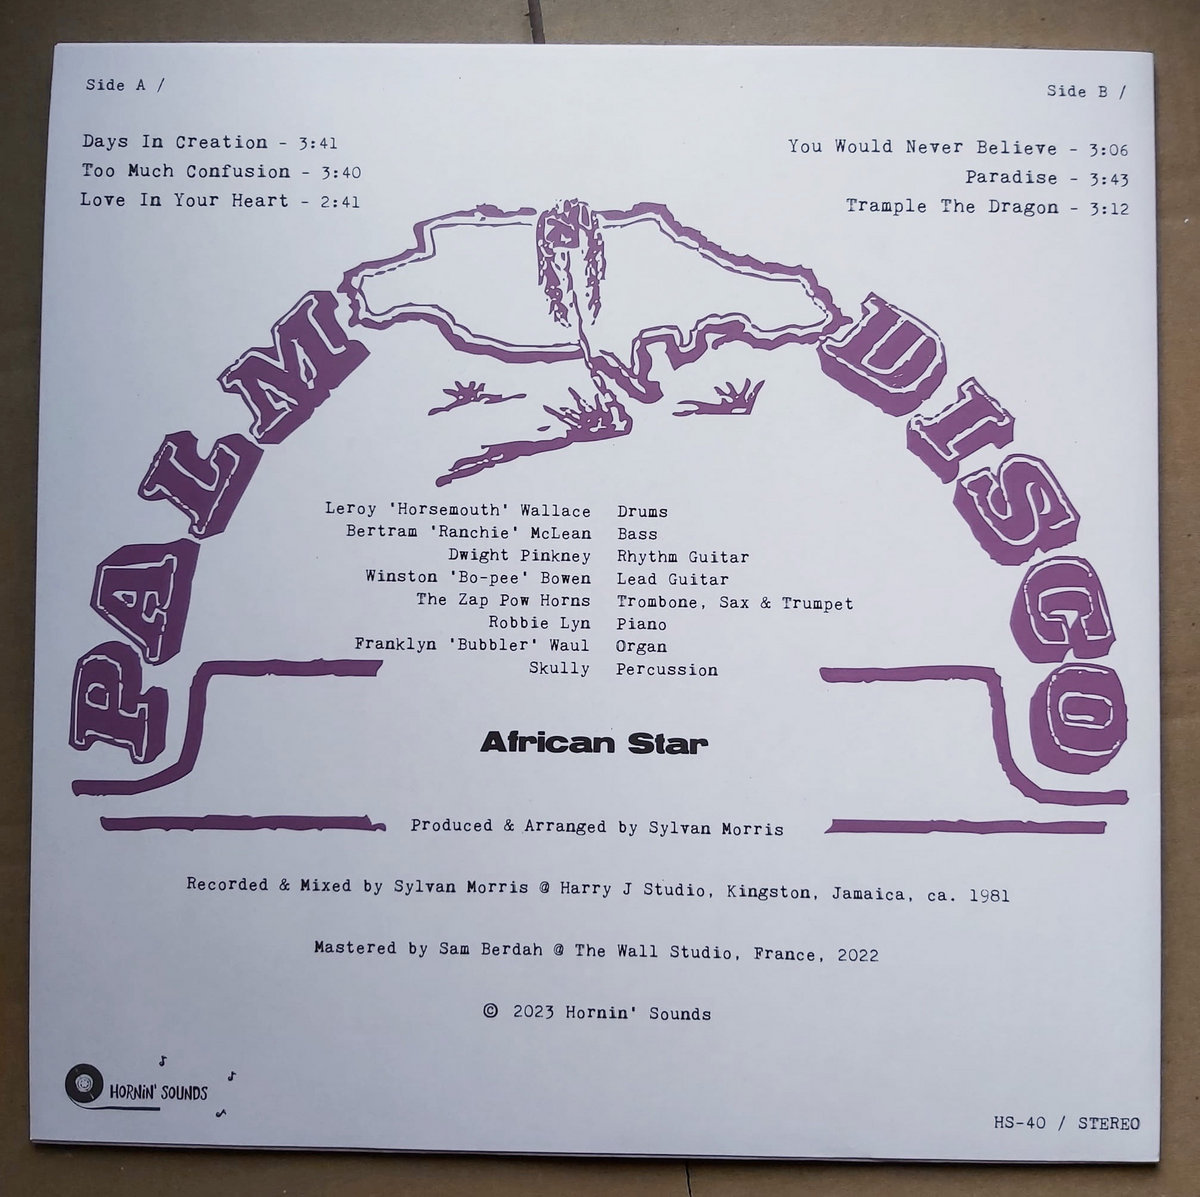 Side A /
Days In Creation - 3:41
Too Much Confusion - 3:40
Love In Your Heart - 2:41
Side B /
You Would Never Believe - 3:06
Paradise - 3:43
Trample The Dragon - 3:12
PALM DISCO
Leroy 'Horsemouth' Wallace Drums
Bertram 'Ranchie' McLean Bass
Dwight Pinkney Rhythm Guitar
Winston 'Bo-pee' Bowen Lead Guitar
The Zap Pow Horns Trombone, Sax & Trumpet
Robbie Lyn Piano
Franklyn 'Bubbler' Waul Organ
Skully Percussion
African Star
Produced & Arranged by Sylvan Morris
Recorded & Mixed by Sylvan Morris @ Harry J Studio, Kingston, Jamaica, ca. 1981
Mastered by Sam Berdah @ The Wall Studio, France, 2022
© 2023 Hornin' Sounds
HORNIN' SOUNDS
HS-40 / STEREO